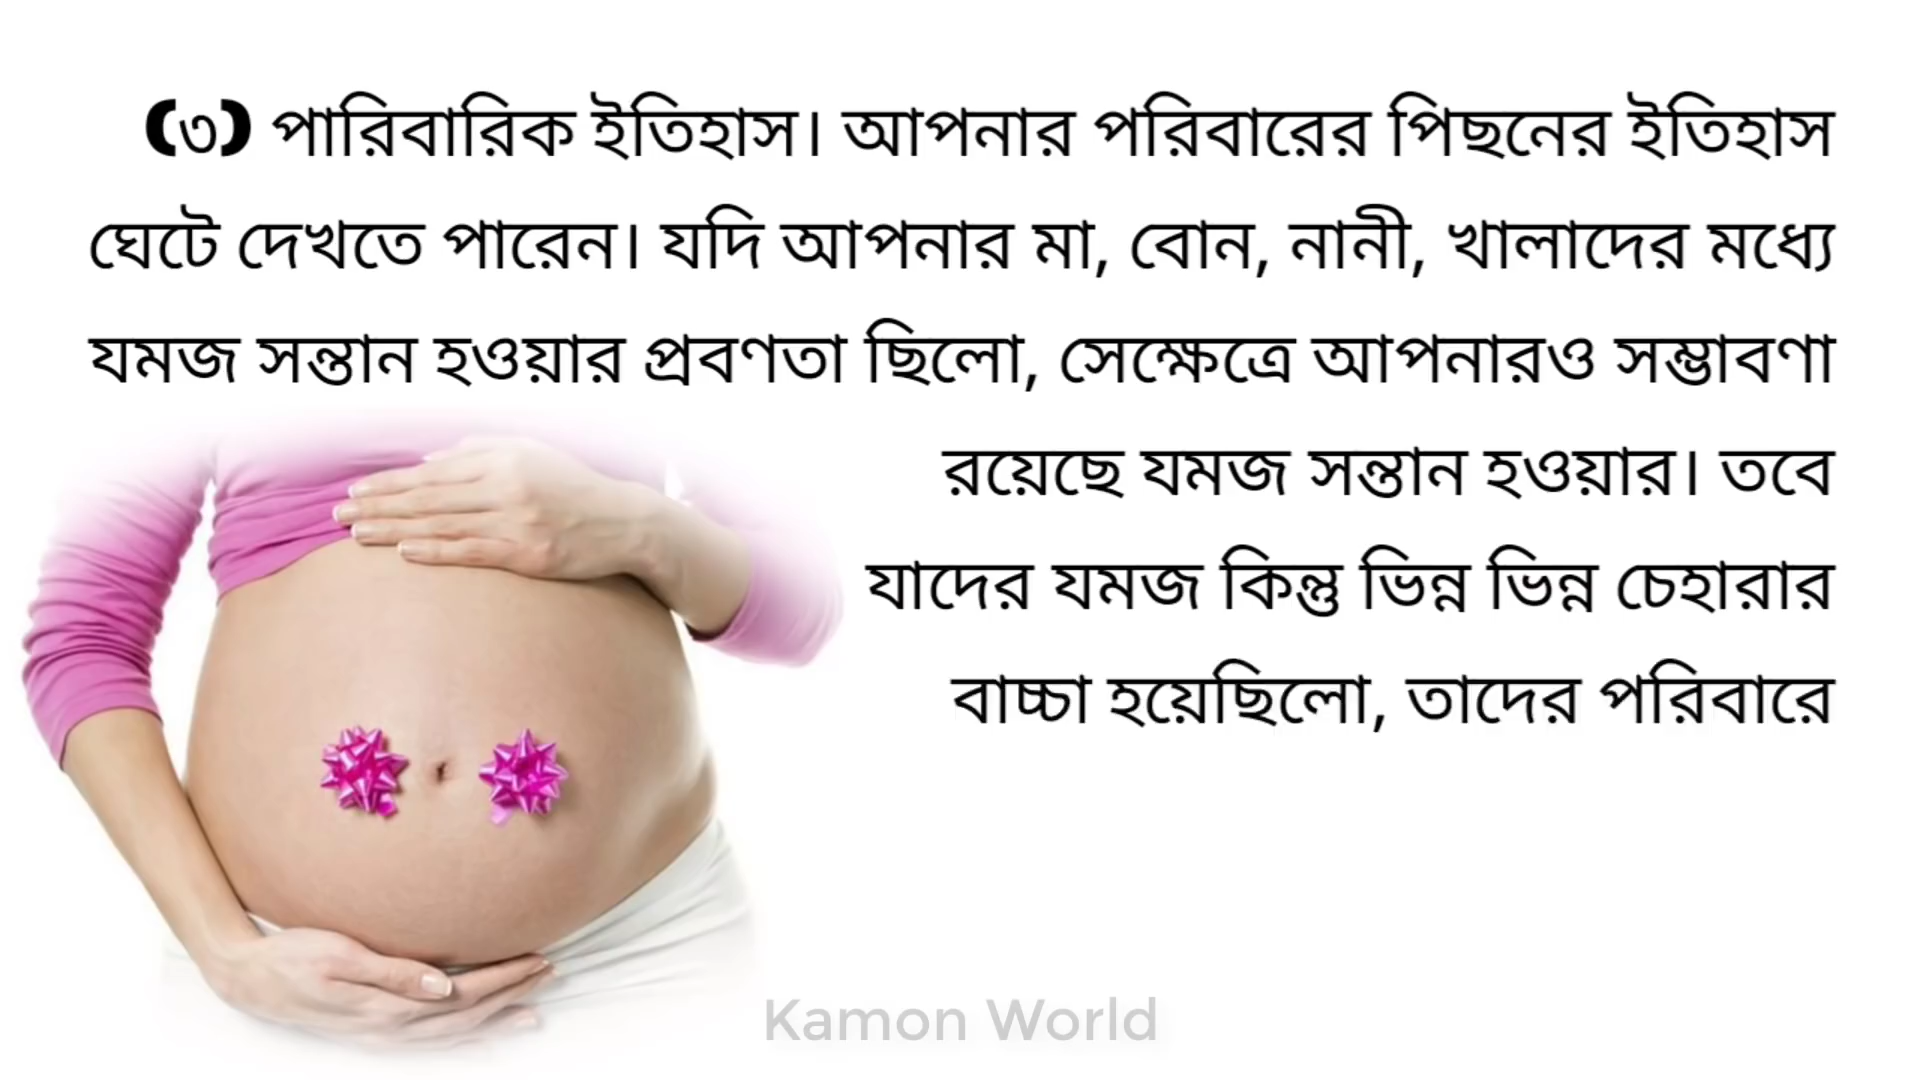 (৩) পারিবারিক ইতিহাস। আপনার পরিবারের পিছনের ইতিহাস
ঘেটে দেখতে পারেন। যদি আপনার মা, বোন, নানী, খালাদের মধ্যে
যমজ সন্তান হওয়ার প্রবণতা ছিলো, সেক্ষেত্রে আপনারও সম্ভাবণা
রয়েছে যমজ সন্তান হওয়ার। তবে
যাদের যমজ কিন্তু ভিন্ন ভিন্ন চেহারার
বাচ্চা হয়েছিলো, তাদের পরিবারে
Kamon World